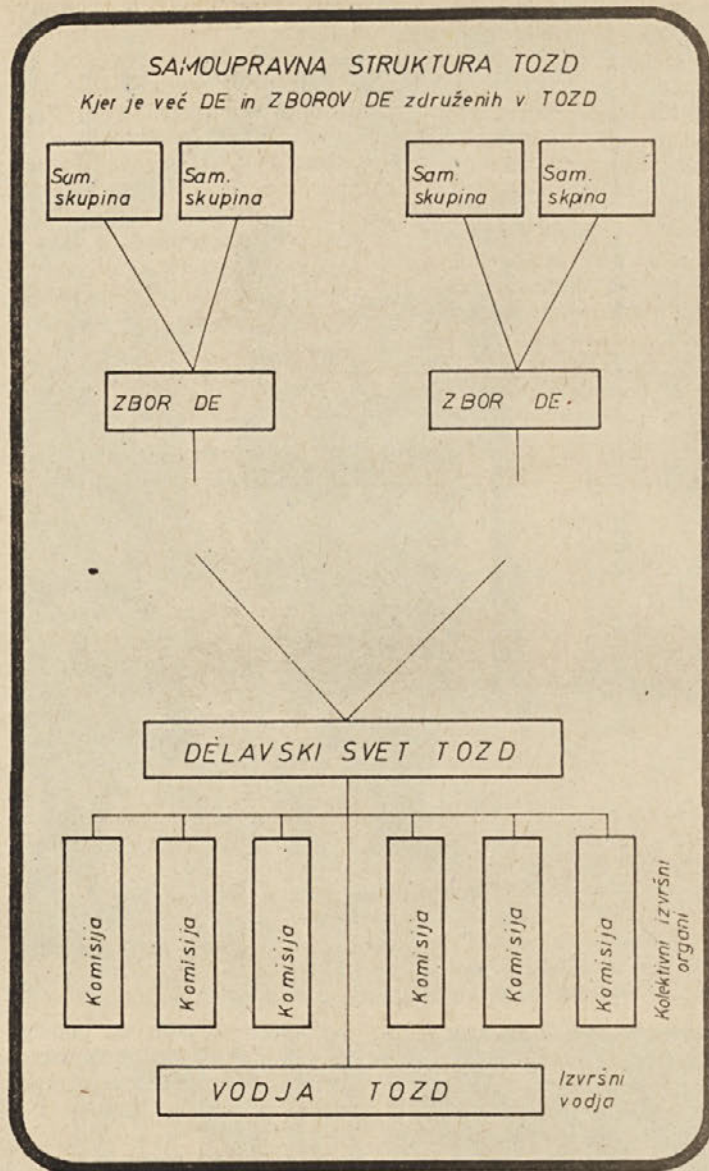 SAMOUPRAVNA STRUKTURA TOZD
Kjer je več DE in ZBOROV DE združenih v TOZD
Sam.
skupina
Sam.
skupina
Sam.
skupina
Sam.
skpina
ZBOR DE
ZBOR DE
DELAVSKI SVET TOZD
Komisija
Komisija
Komisija
Komisija
Komisija
Komisija
Kolektivni izvršni
organi
VODJA TOZD
Izvršni
vodja